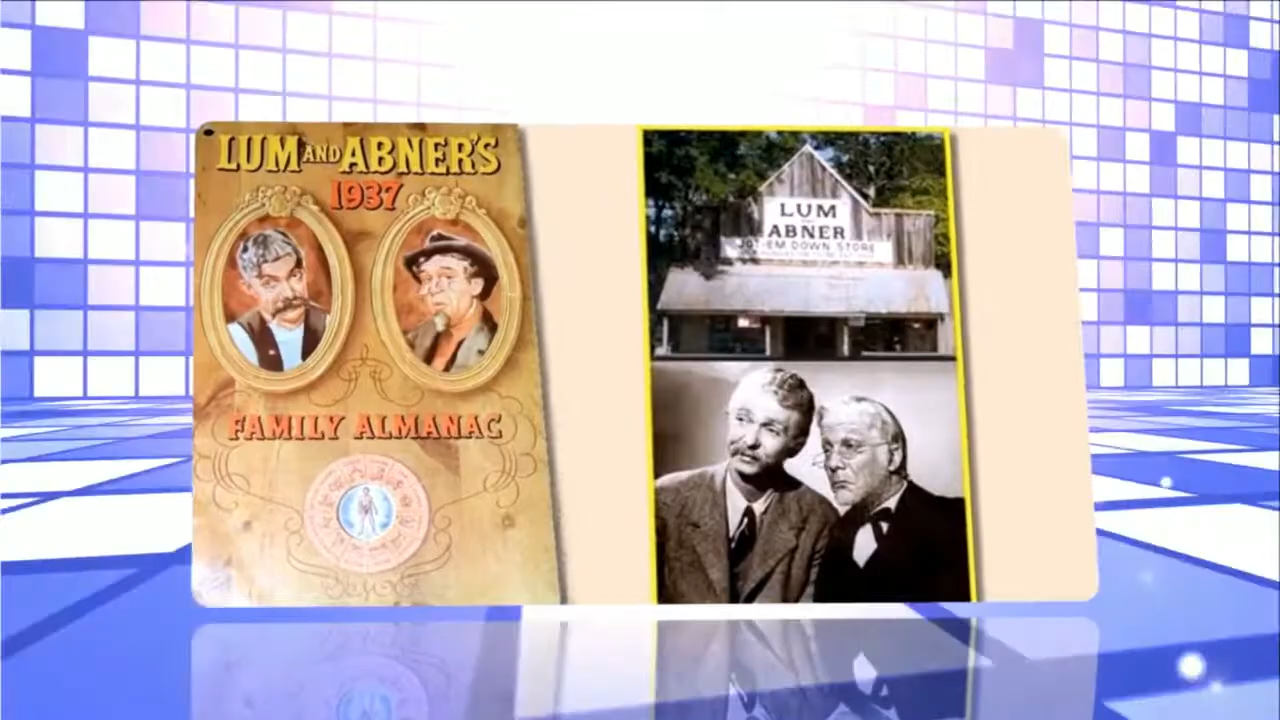 LUM AND ABNER'S
1937
FAMILY ALMANAC
LUM
ABNER
JOT-EM DOWN STORE